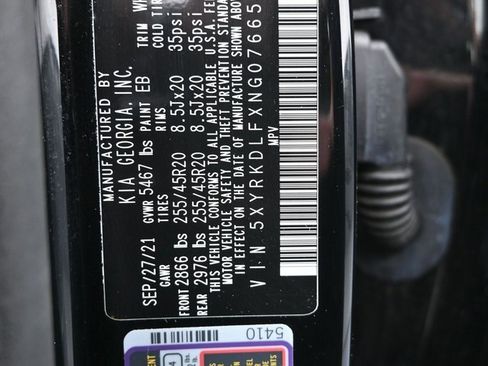 MANUFACTURED BY
KIA GEORGIA, INC.
SEP/27/21 GVWR 5467 lbs PAINT EB TRIM
GAWR TIRES RIMS COLD
FRONT 2866 lbs 255/45R20 8.5Jx20 35psi
REAR 2976 lbs 255/45R20 8.5Jx20 35psi
THIS VEHICLE CONFORMS TO ALL APPLICABLE U.S.A.
MOTOR VEHICLE SAFETY AND THEFT PREVENTION
IN EFFECT ON THE DATE OF MANUFACTURE SHOWN
VIN 5XYRKDLFXNG07665
MPV
5410